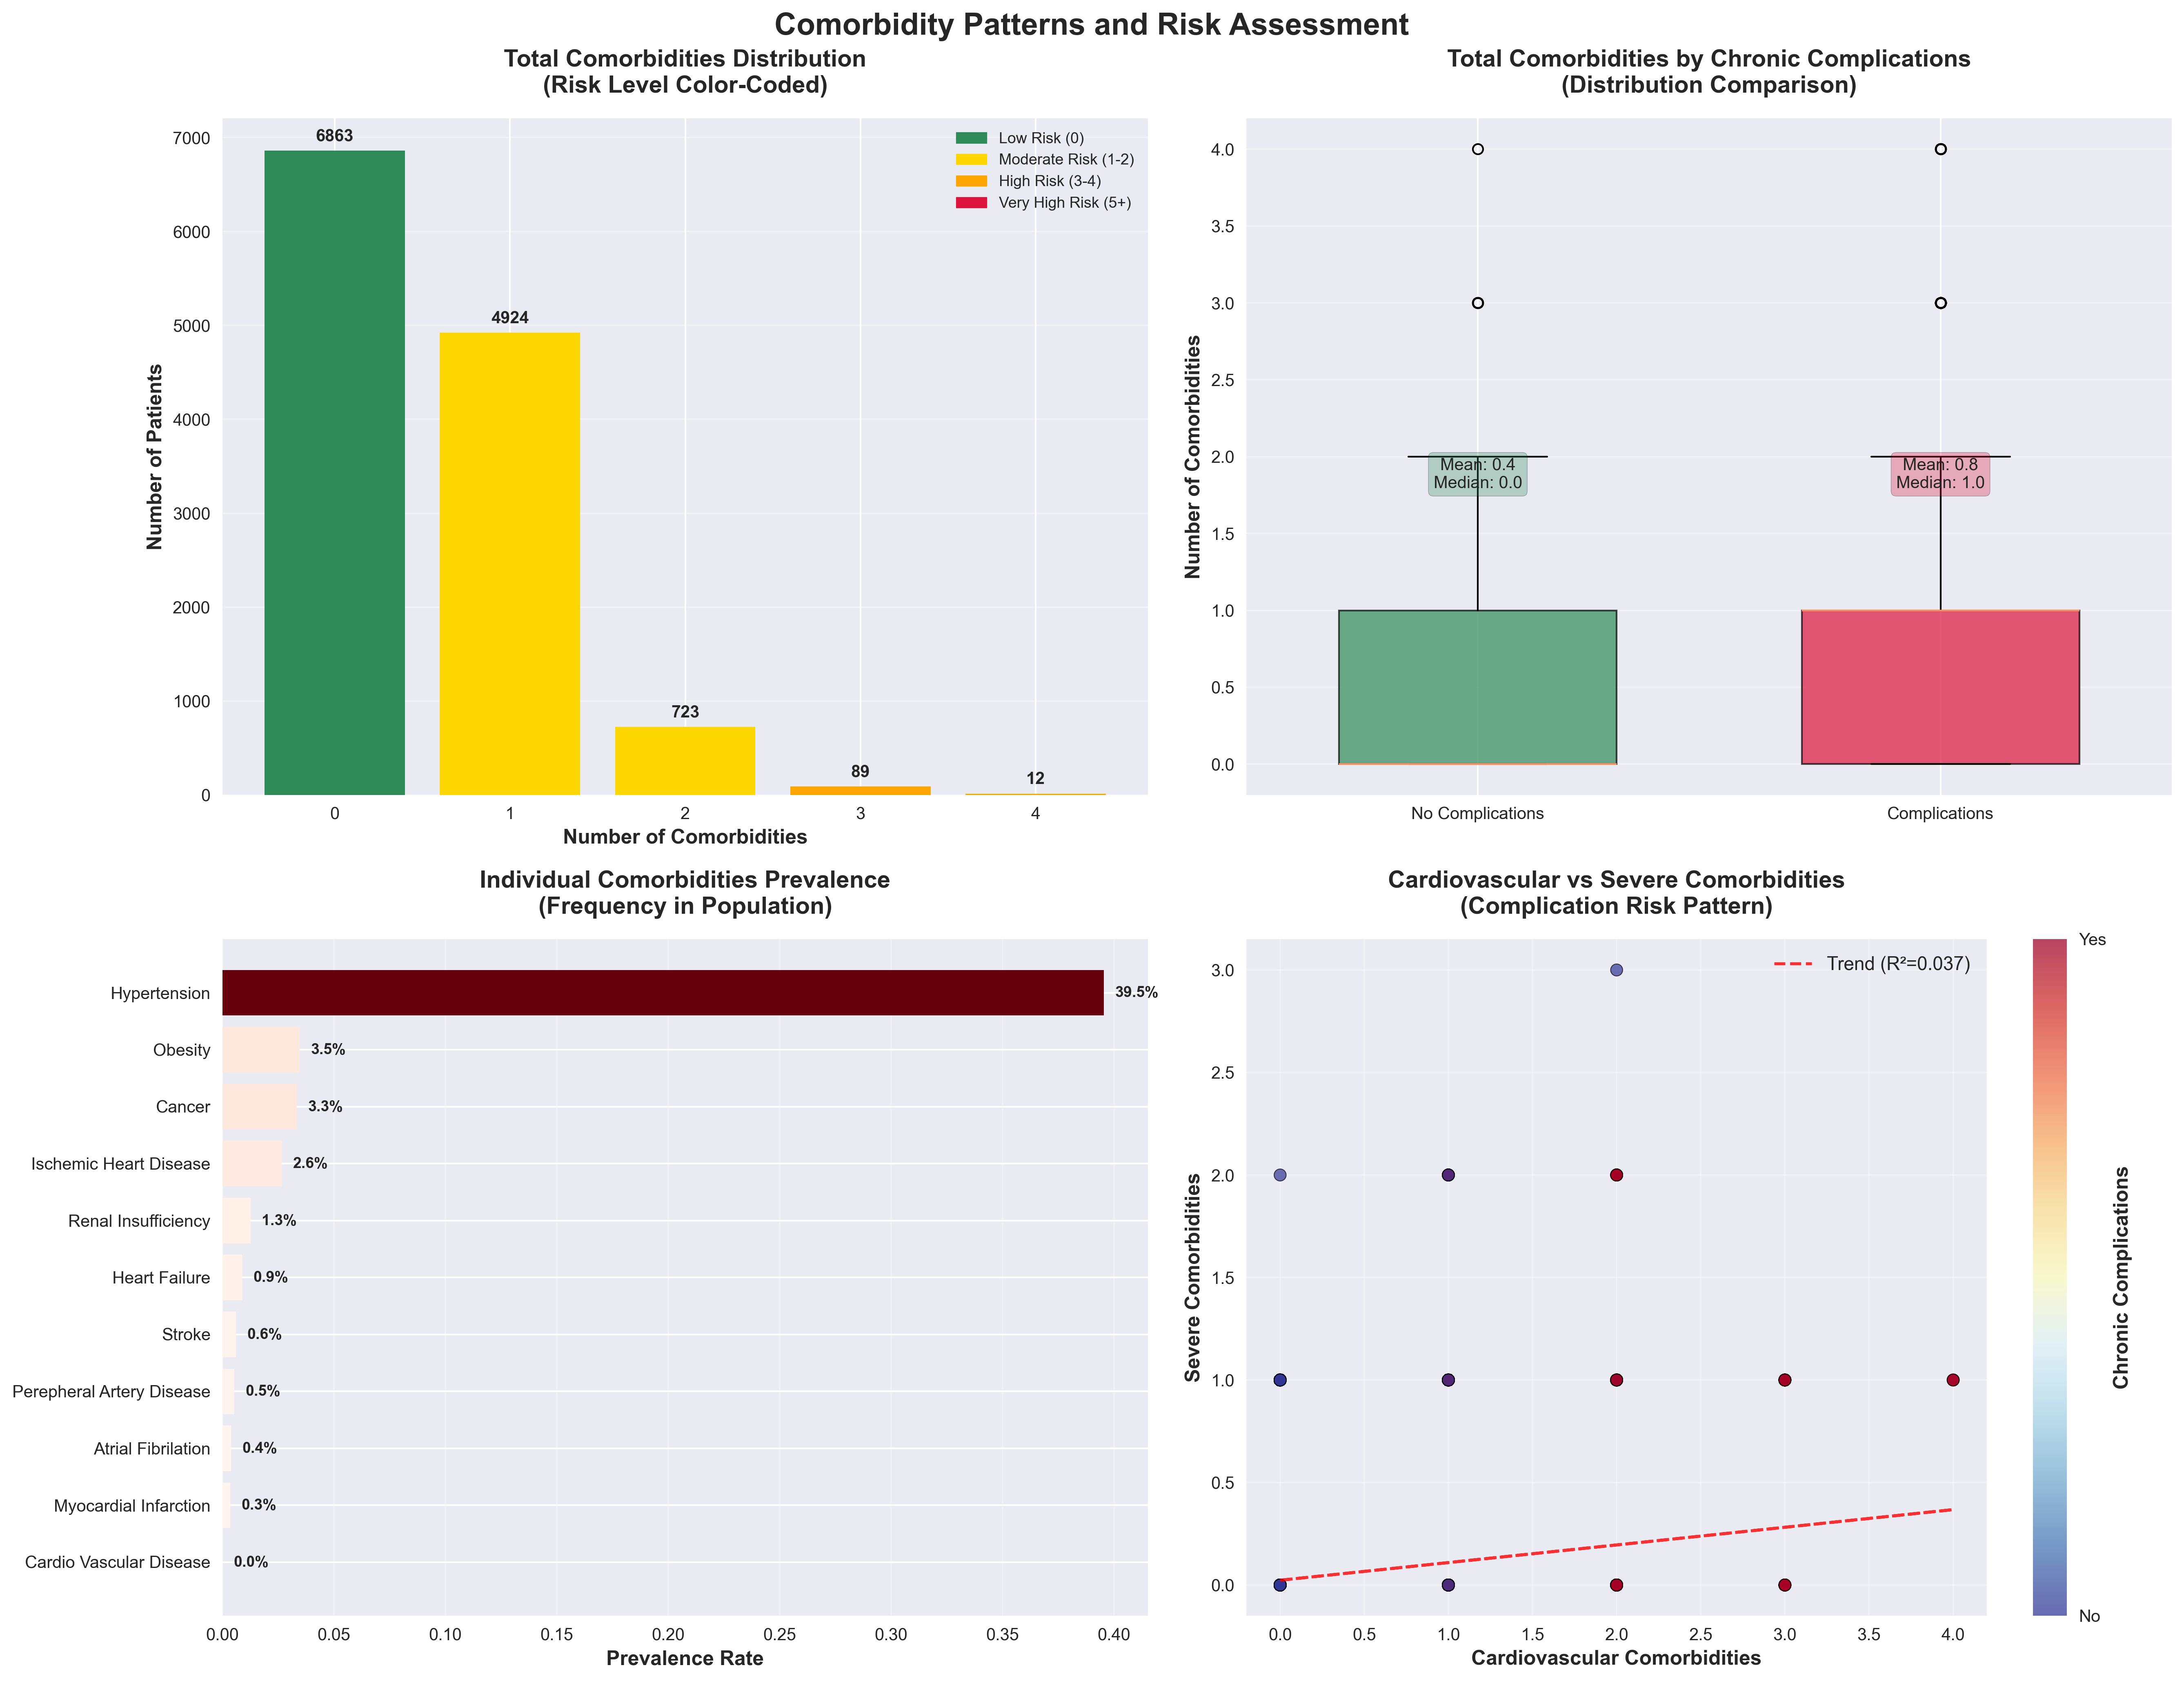 Comorbidity Patterns and Risk Assessment
Total Comorbidities Distribution
(Risk Level Color-Coded)
7000
6000
5000
4000
3000
2000
1000
0
Number of Patients
6863
4924
723
89
12
Low Risk (0)
Moderate Risk (1-2)
High Risk (3-4)
Very High Risk (5+)
0 1 2 3 4
Number of Comorbidities
Total Comorbidities by Chronic Complications
(Distribution Comparison)
4.0
3.5
3.0
2.5
2.0
1.5
1.0
0.5
0.0
Number of Comorbidities
Mean: 0.4
Median: 0.0
Mean: 0.8
Median: 1.0
No Complications Complications
Individual Comorbidities Prevalence
(Frequency in Population)
Hypertension 39.5%
Obesity 3.5%
Cancer 3.3%
Ischemic Heart Disease 2.6%
Renal Insufficiency 1.3%
Heart Failure 0.9%
Stroke 0.6%
Perepheral Artery Disease 0.5%
Atrial Fibrilation 0.4%
Myocardial Infarction 0.3%
Cardio Vascular Disease 0.0%
0.00 0.05 0.10 0.15 0.20 0.25 0.30 0.35 0.40
Prevalence Rate
Cardiovascular vs Severe Comorbidities
(Complication Risk Pattern)
3.0
2.5
2.0
1.5
1.0
0.5
0.0
Severe Comorbidities
Trend (R²=0.037)
0.0 0.5 1.0 1.5 2.0 2.5 3.0 3.5 4.0
Cardiovascular Comorbidities
Yes
No
Chronic Complications